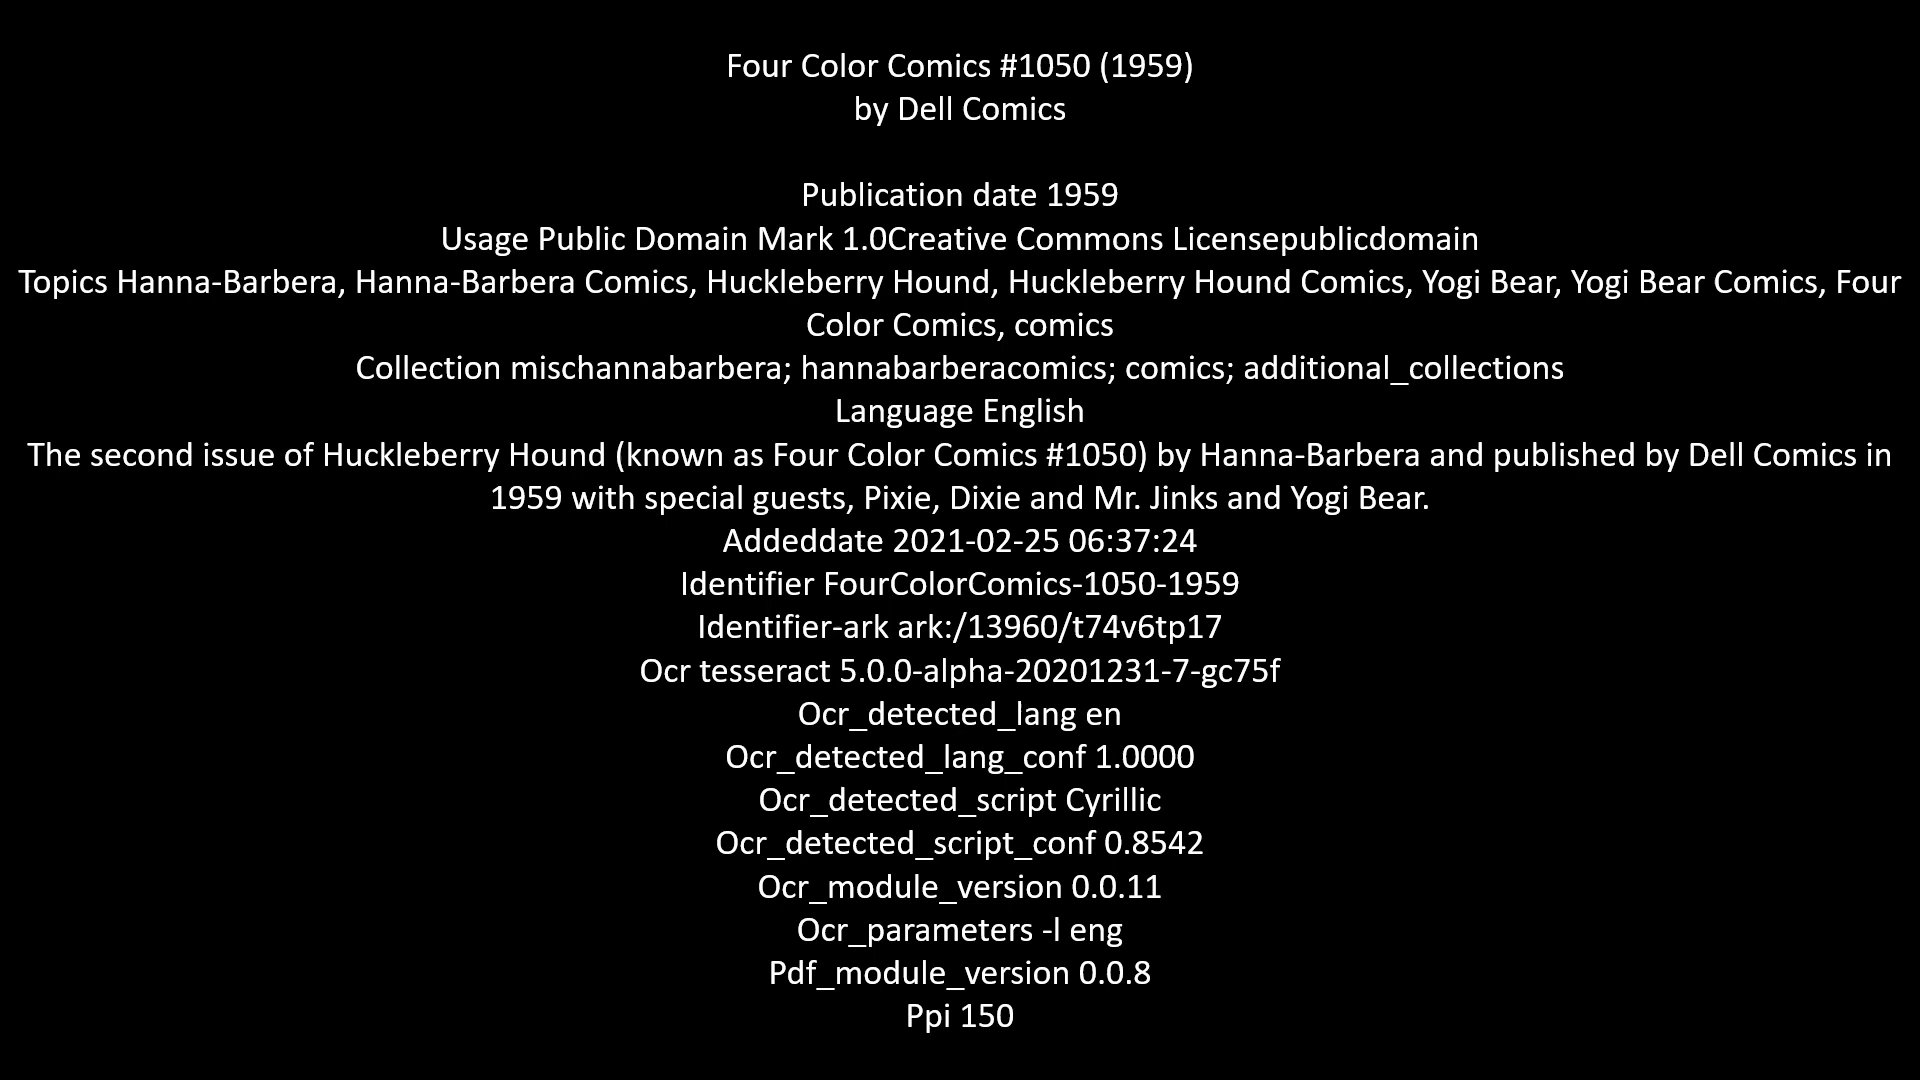 Four Color Comics #1050 (1959)
by Dell Comics
Publication date 1959
Usage Public Domain Mark 1.0Creative Commons Licensepublicdomain
Topics Hanna-Barbera, Hanna-Barbera Comics, Huckleberry Hound, Huckleberry Hound Comics, Yogi Bear, Yogi Bear Comics, Four
Color Comics, comics
Collection mischannabarbera; hannabarberacomics; comics; additional_collections
Language English
The second issue of Huckleberry Hound (known as Four Color Comics #1050) by Hanna-Barbera and published by Dell Comics in
1959 with special guests, Pixie, Dixie and Mr. Jinks and Yogi Bear.
Addeddate 2021-02-25 06:37:24
Identifier FourColorComics-1050-1959
Identifier-ark ark:/13960/t74v6tp17
Ocr tesseract 5.0.0-alpha-20201231-7-gc75f
Ocr_detected_lang en
Ocr_detected_lang_conf 1.0000
Ocr_detected_script Cyrillic
Ocr_detected_script_conf 0.8542
Ocr_module_version 0.0.11
Ocr_parameters -l eng
Pdf_module_version 0.0.8
Ppi 150